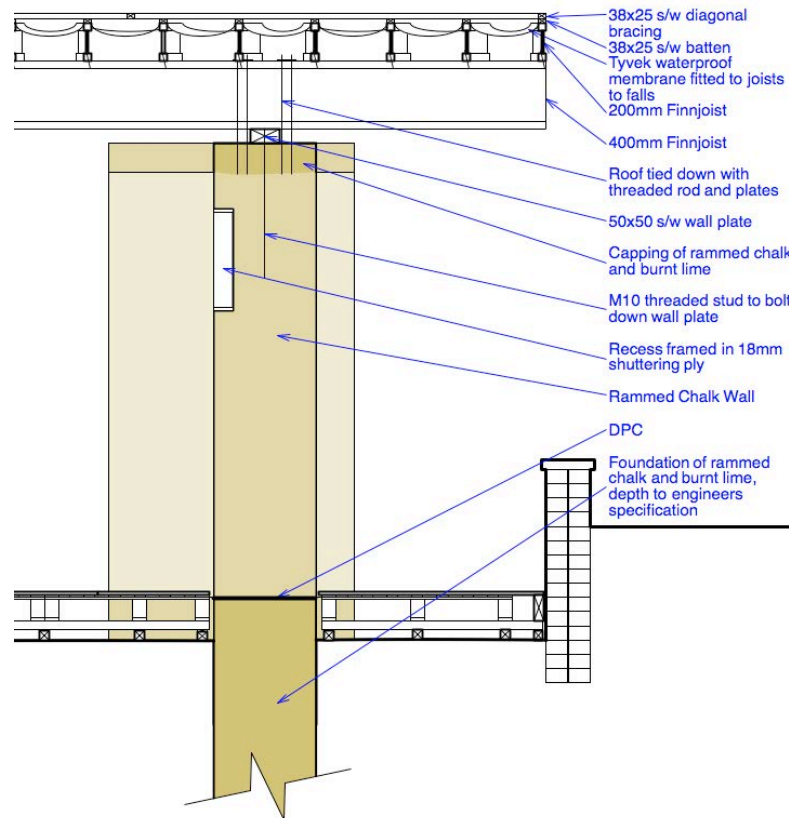 38x25 s/w diagonal
bracing
38x25 s/w batten
Tyvek waterproof
membrane fitted to joists
to falls
200mm Finnjoist
400mm Finnjoist
Roof tied down with
threaded rod and plates
50x50 s/w wall plate
Capping of rammed chalk
and burnt lime
M10 threaded stud to bolt
down wall plate
Recess framed in 18mm
shuttering ply
Rammed Chalk Wall
DPC
Foundation of rammed
chalk and burnt lime,
depth to engineers
specification